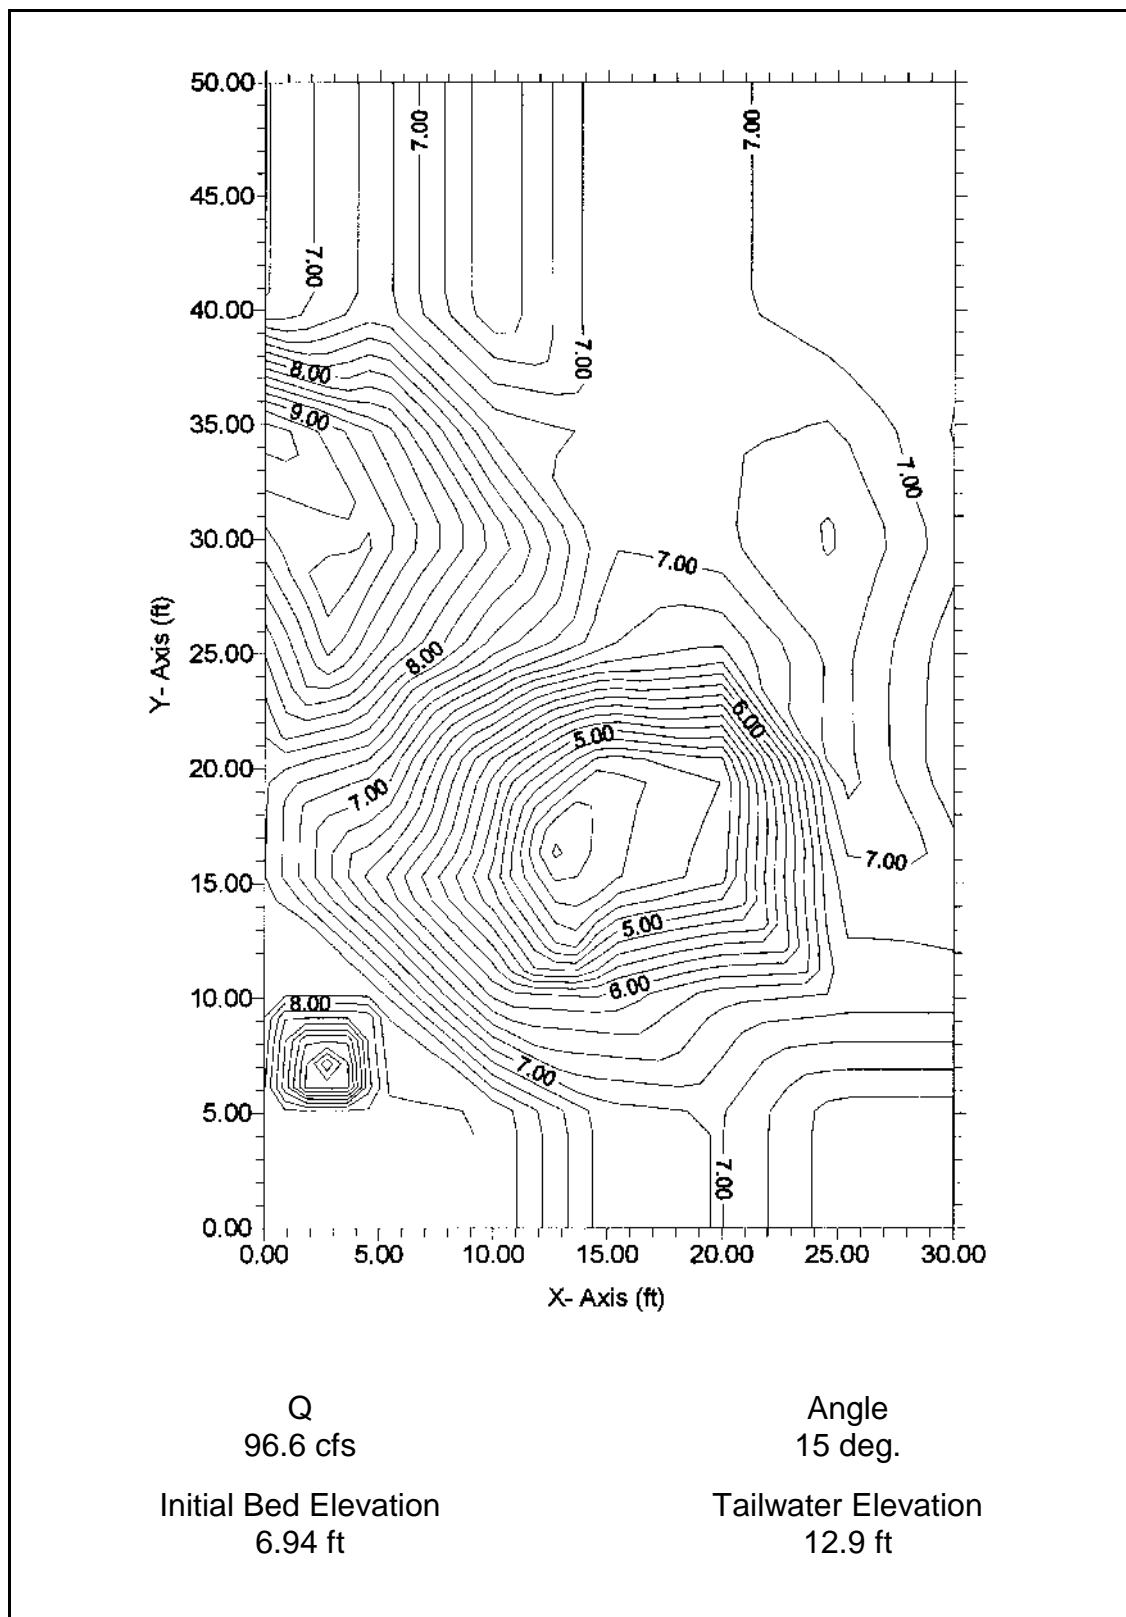 50.00
45.00
40.00
35.00
30.00
25.00
20.00
15.00
10.00
5.00
0.00
0.00 5.00 10.00 15.00 20.00 25.00 30.00
Y- Axis (ft)
X- Axis (ft)
7.00
7.00
7.00
7.00
8.00
9.00
7.00
7.00
8.00
6.00
5.00
7.00
7.00
5.00
6.00
8.00
7.00
7.00
Q
96.6 cfs
Angle
15 deg.
Initial Bed Elevation
6.94 ft
Tailwater Elevation
12.9 ft